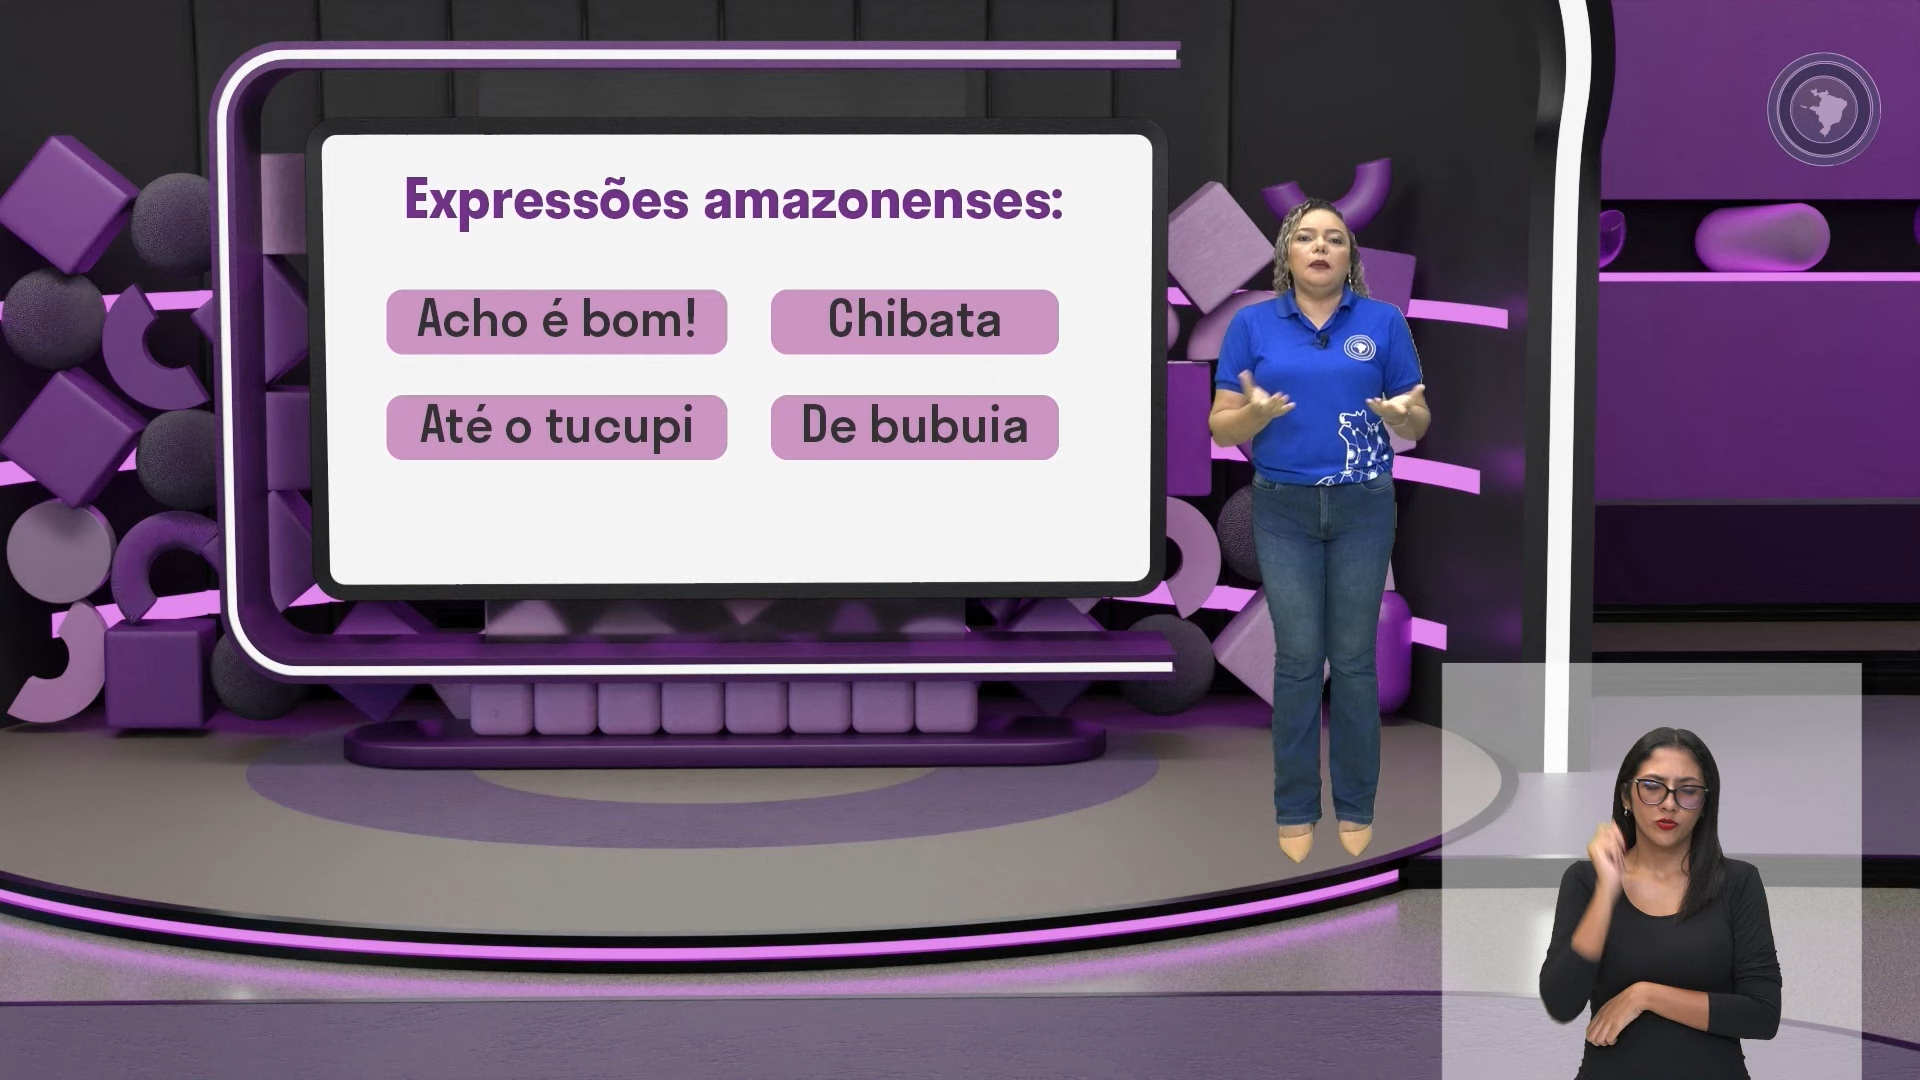 Expressões amazonenses:
Acho é bom!
Chibata
Até o tucupi
De bubuia